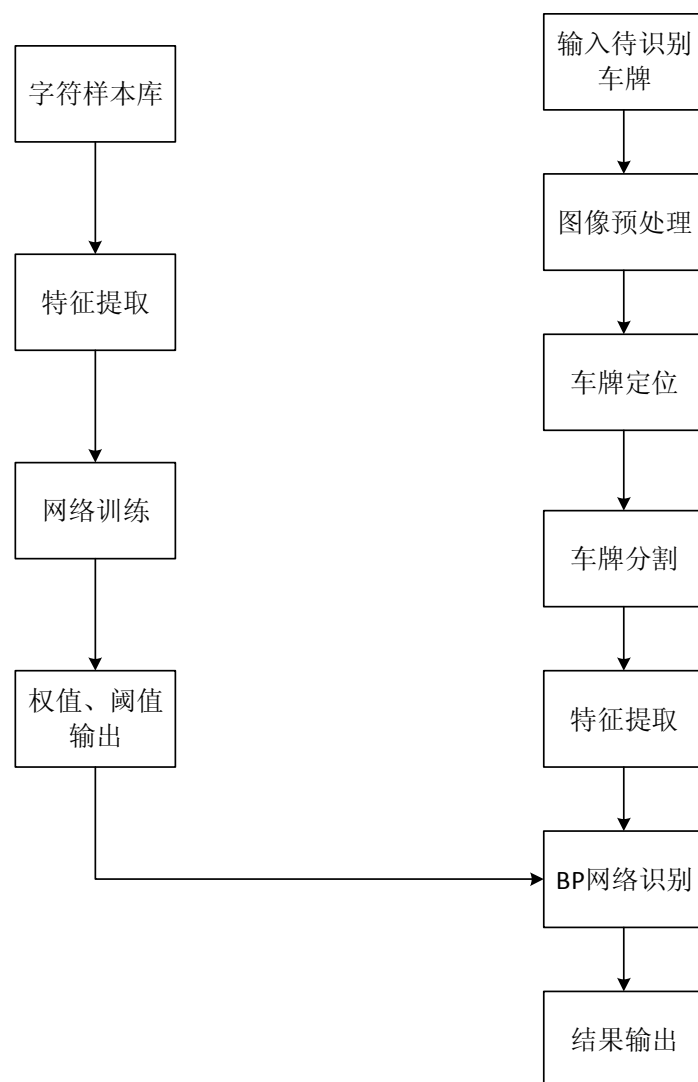 字符样本库
特征提取
网络训练
权值、阈值
输出
输入待识别
车牌
图像预处理
车牌定位
车牌分割
特征提取
BP网络识别
结果输出